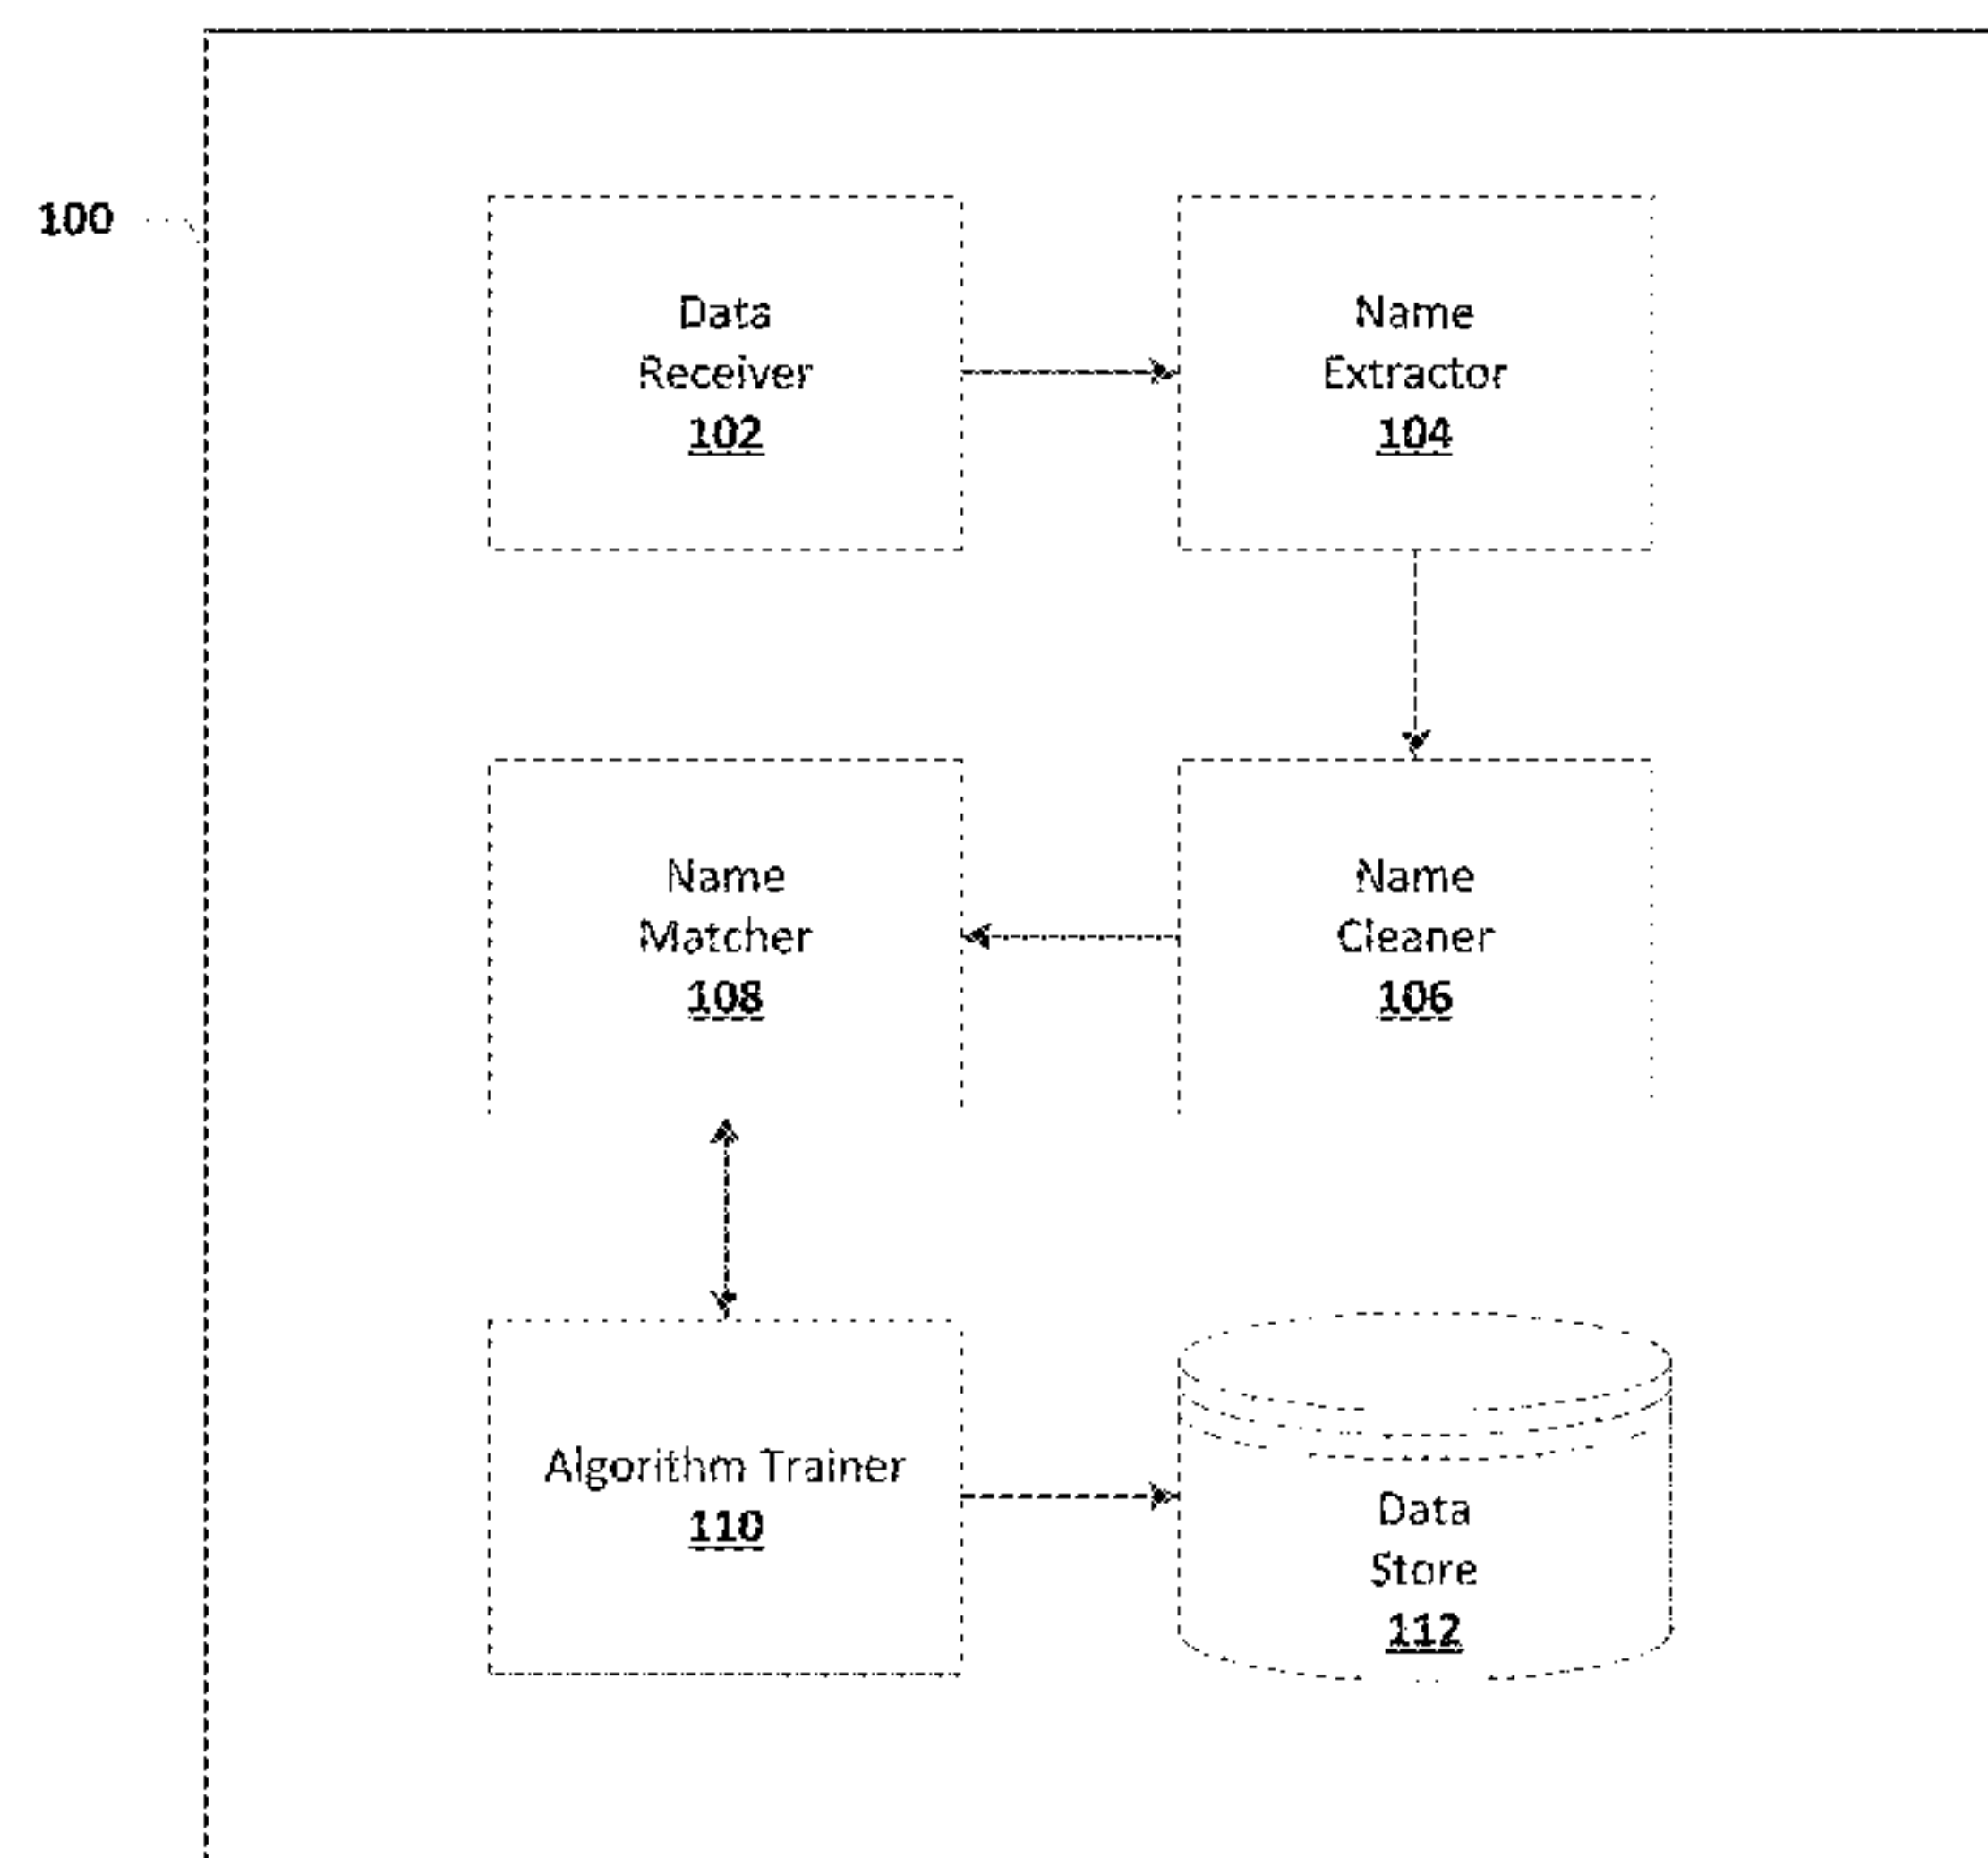 100
Data
Receiver
102
Name
Extractor
104
Name
Matcher
108
Name
Cleaner
106
Algorithm Trainer
110
Data
Store
112